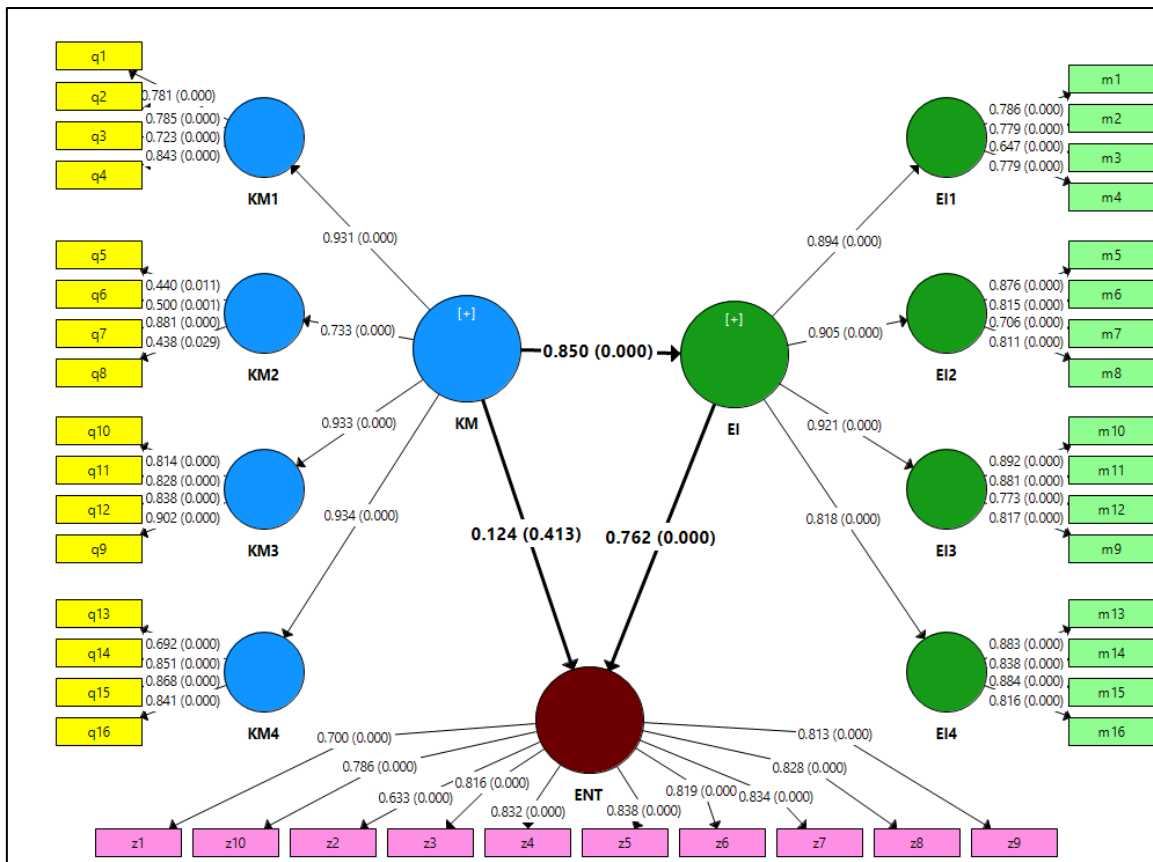 q1
q2
q3
q4
0.781 (0.000)
0.785 (0.000)
0.723 (0.000)
0.843 (0.000)
KM1
q5
q6
q7
q8
0.440 (0.011)
0.500 (0.001)
0.881 (0.000)
0.438 (0.029)
KM2
q10
q11
q12
q9
0.814 (0.000)
0.828 (0.000)
0.838 (0.000)
0.902 (0.000)
KM3
q13
q14
q15
q16
0.692 (0.000)
0.851 (0.000)
0.868 (0.000)
0.841 (0.000)
KM4
0.931 (0.000)
0.733 (0.000)
0.933 (0.000)
0.934 (0.000)
[+]
KM
0.850 (0.000)
[+]
EI
0.124 (0.413)
0.762 (0.000)
0.894 (0.000)
0.905 (0.000)
0.921 (0.000)
0.818 (0.000)
EI1
0.786 (0.000)
0.779 (0.000)
0.647 (0.000)
0.779 (0.000)
m1
m2
m3
m4
EI2
0.876 (0.000)
0.815 (0.000)
0.706 (0.000)
0.811 (0.000)
m5
m6
m7
m8
EI3
0.892 (0.000)
0.881 (0.000)
0.773 (0.000)
0.817 (0.000)
m10
m11
m12
m9
EI4
0.883 (0.000)
0.838 (0.000)
0.884 (0.000)
0.816 (0.000)
m13
m14
m15
m16
ENT
0.700 (0.000)
0.786 (0.000)
0.633 (0.000)
0.816 (0.000)
0.832 (0.000)
0.838 (0.000)
0.819 (0.000
0.834 (0.000)
0.828 (0.000)
0.813 (0.000)
z1
z10
z2
z3
z4
z5
z6
z7
z8
z9